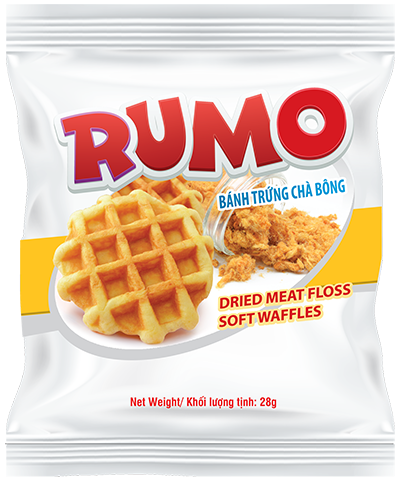 RUMO
BÁNH TRỨNG CHÀ BÔNG
DRIED MEAT FLOSS
SOFT WAFFLES
Net Weight/ Khối lượng tịnh: 28g